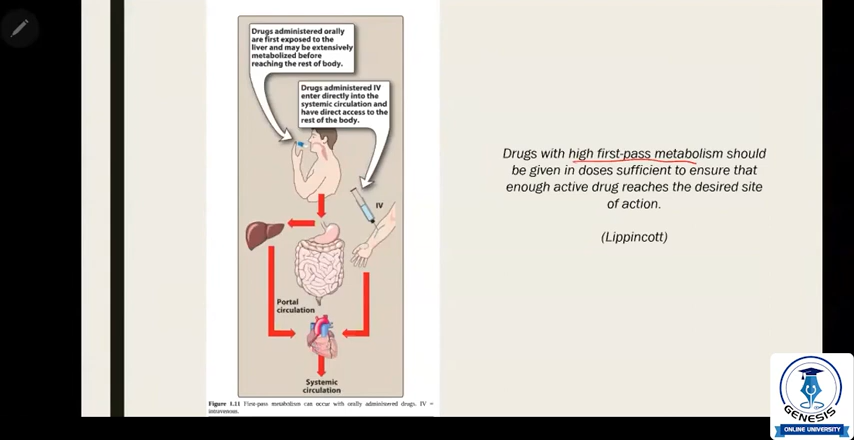 Drugs administered orally
are first exposed to the
liver and may be extensively
metabolized before
reaching the rest of body.
Drugs administered IV
enter directly into the
systemic circulation and
have direct access to the
rest of the body.
IV
Portal
circulation
Systemic
circulation
Figure 1.11 First-pass metabolism can occur with orally administered drugs. IV =
intravenous.
Drugs with high first-pass metabolism should
be given in doses sufficient to ensure that
enough active drug reaches the desired site
of action.
(Lippincott)
GENESIS
ONLINE UNIVERSITY